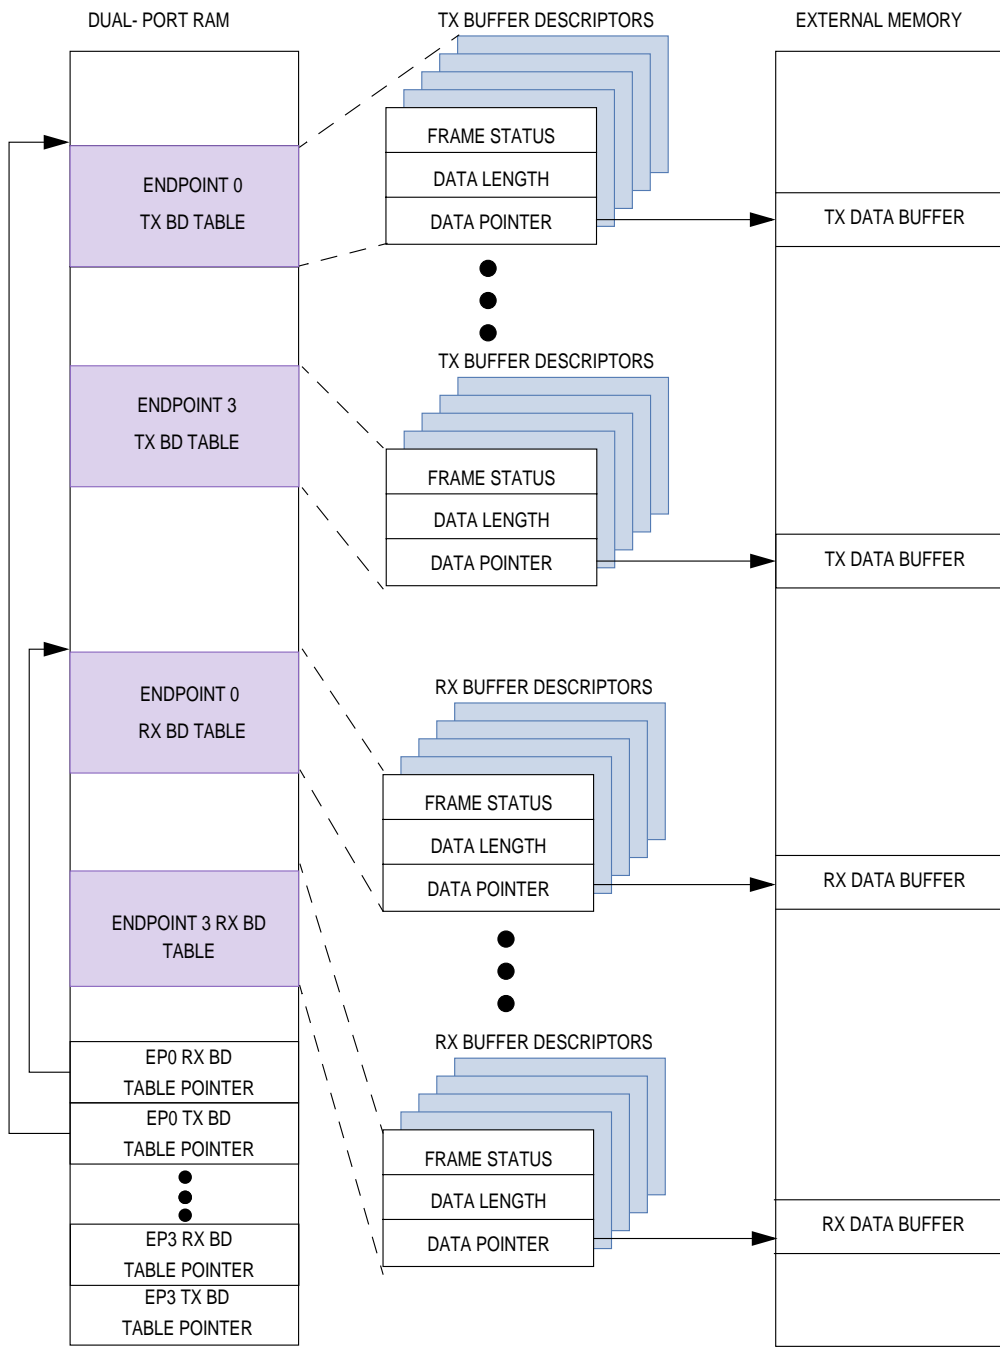 DUAL- PORT RAM
TX BUFFER DESCRIPTORS
EXTERNAL MEMORY
ENDPOINT 0
TX BD TABLE
FRAME STATUS
DATA LENGTH
DATA POINTER
TX DATA BUFFER
TX BUFFER DESCRIPTORS
ENDPOINT 3
TX BD TABLE
FRAME STATUS
DATA LENGTH
DATA POINTER
TX DATA BUFFER
RX BUFFER DESCRIPTORS
ENDPOINT 0
RX BD TABLE
FRAME STATUS
DATA LENGTH
DATA POINTER
RX DATA BUFFER
ENDPOINT 3 RX BD
TABLE
RX BUFFER DESCRIPTORS
EP0 RX BD
TABLE POINTER
EP0 TX BD
TABLE POINTER
FRAME STATUS
DATA LENGTH
DATA POINTER
RX DATA BUFFER
EP3 RX BD
TABLE POINTER
EP3 TX BD
TABLE POINTER